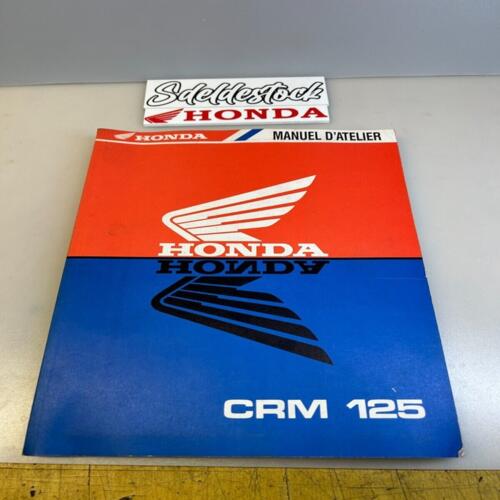 Sdeldestock
HONDA
HONDA MANUEL D'ATELIER
HONDA
HONDA
CRM 125